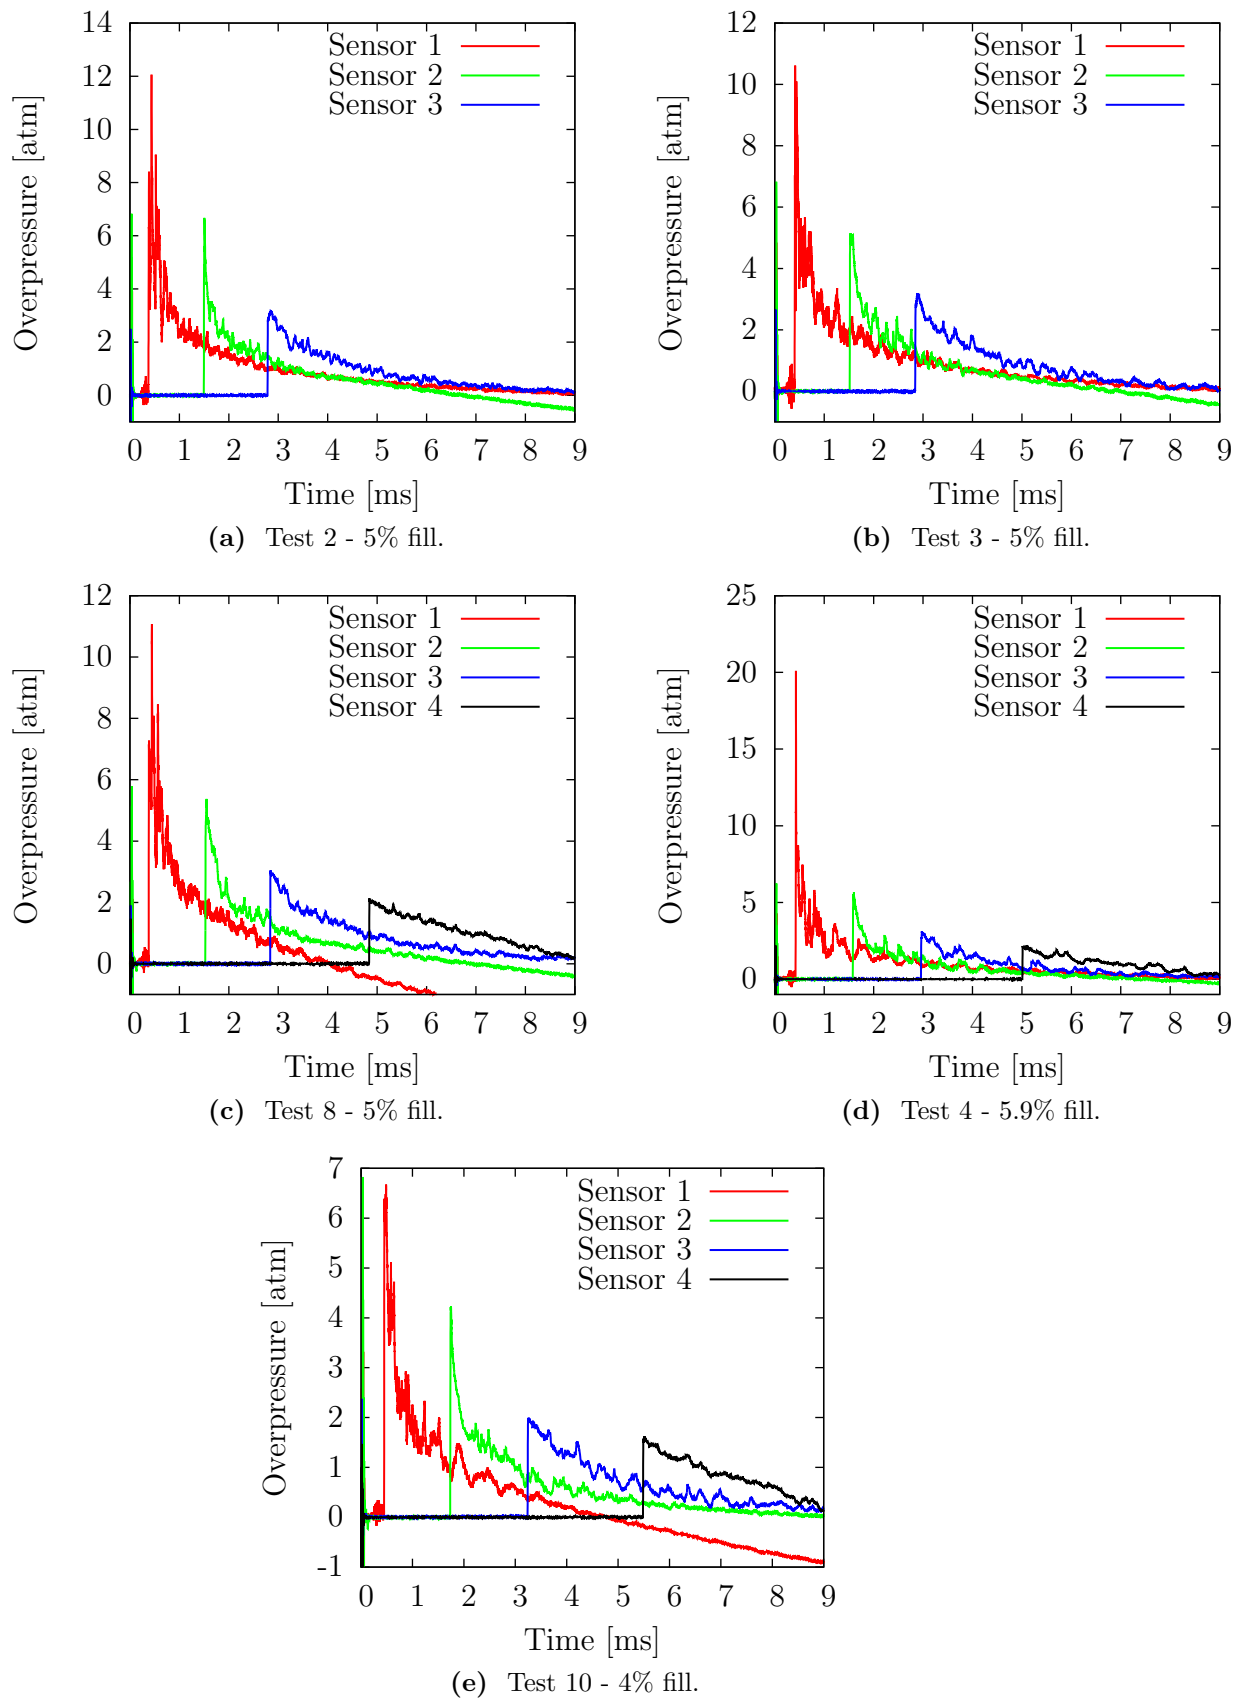 14
12
10
8
6
4
2
0
Overpressure [atm]
Sensor 1
Sensor 2
Sensor 3
0 1 2 3 4 5 6 7 8 9
Time [ms]
(a) Test 2 - 5% fill.
12
10
8
6
4
2
0
Overpressure [atm]
Sensor 1
Sensor 2
Sensor 3
0 1 2 3 4 5 6 7 8 9
Time [ms]
(b) Test 3 - 5% fill.
12
10
8
6
4
2
0
Overpressure [atm]
Sensor 1
Sensor 2
Sensor 3
Sensor 4
0 1 2 3 4 5 6 7 8 9
Time [ms]
(c) Test 8 - 5% fill.
25
20
15
10
5
0
Overpressure [atm]
Sensor 1
Sensor 2
Sensor 3
Sensor 4
0 1 2 3 4 5 6 7 8 9
Time [ms]
(d) Test 4 - 5.9% fill.
7
6
5
4
3
2
1
0
-1
Overpressure [atm]
Sensor 1
Sensor 2
Sensor 3
Sensor 4
0 1 2 3 4 5 6 7 8 9
Time [ms]
(e) Test 10 - 4% fill.